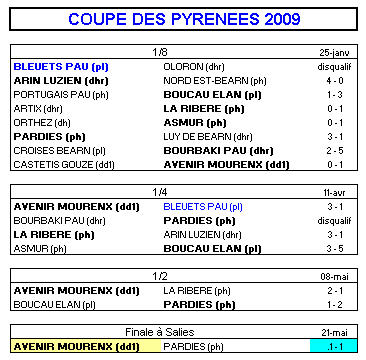 COUPE DES PYRENEES 2009
1/8 25-janv
BLEUETS PAU (pl) OLORON (dhr) disqualif
ARIN LUZIEN (dhr) NORD EST-BEARN (ph) 4 - 0
PORTUGAIS PAU (ph) BOUCAU ELAN (pl) 1 - 3
ARTIX (dhr) LA RIBERE (ph) 0 - 1
ORTHEZ (dh) ASMUR (ph) 0 - 1
PARDIES (ph) LUY DE BEARN (dhr) 3 - 1
CROISES BEARN (pl) BOURBAKI PAU (dhr) 2 - 5
CASTETIS GOUZE (dd1) AVENIR MOURENX (dd1) 0 - 1
1/4 11-avr
AVENIR MOURENX (dd1) BLEUETS PAU (pl) 3 - 1
BOURBAKI PAU (dhr) PARDIES (ph) disqualif
LA RIBERE (ph) ARIN LUZIEN (dhr) 3 - 1
ASMUR (ph) BOUCAU ELAN (pl) 3 - 5
1/2 08-mai
AVENIR MOURENX (dd1) LA RIBERE (ph) 2 - 1
BOUCAU ELAN (pl) PARDIES (ph) 1 - 2
Finale à Salies 21-mai
AVENIR MOURENX (dd1) PARDIES (ph) .1 - 1